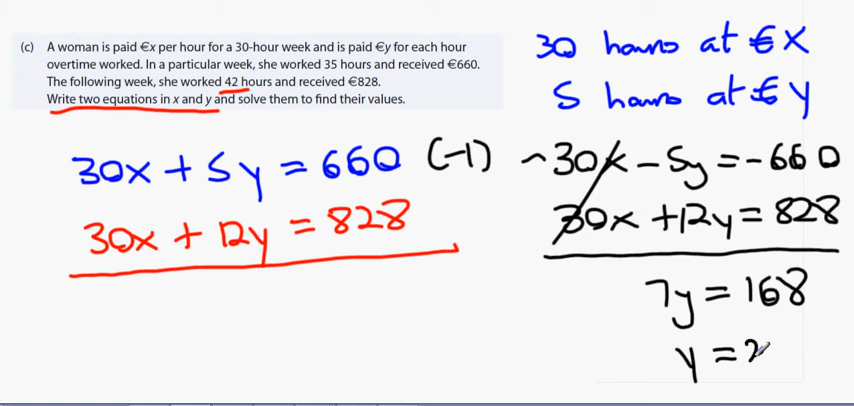 (c) A woman is paid €x per hour for a 30-hour week and is paid €y for each hour
overtime worked. In a particular week, she worked 35 hours and received €660.
The following week, she worked 42 hours and received €828.
Write two equations in x and y and solve them to find their values.
30 hours at €X
5 hours at € y
30x + 5y = 660 (-1)
30x + 12y = 828
-30x - 5y = -660
30x + 12y = 828
7y = 168
y = 2